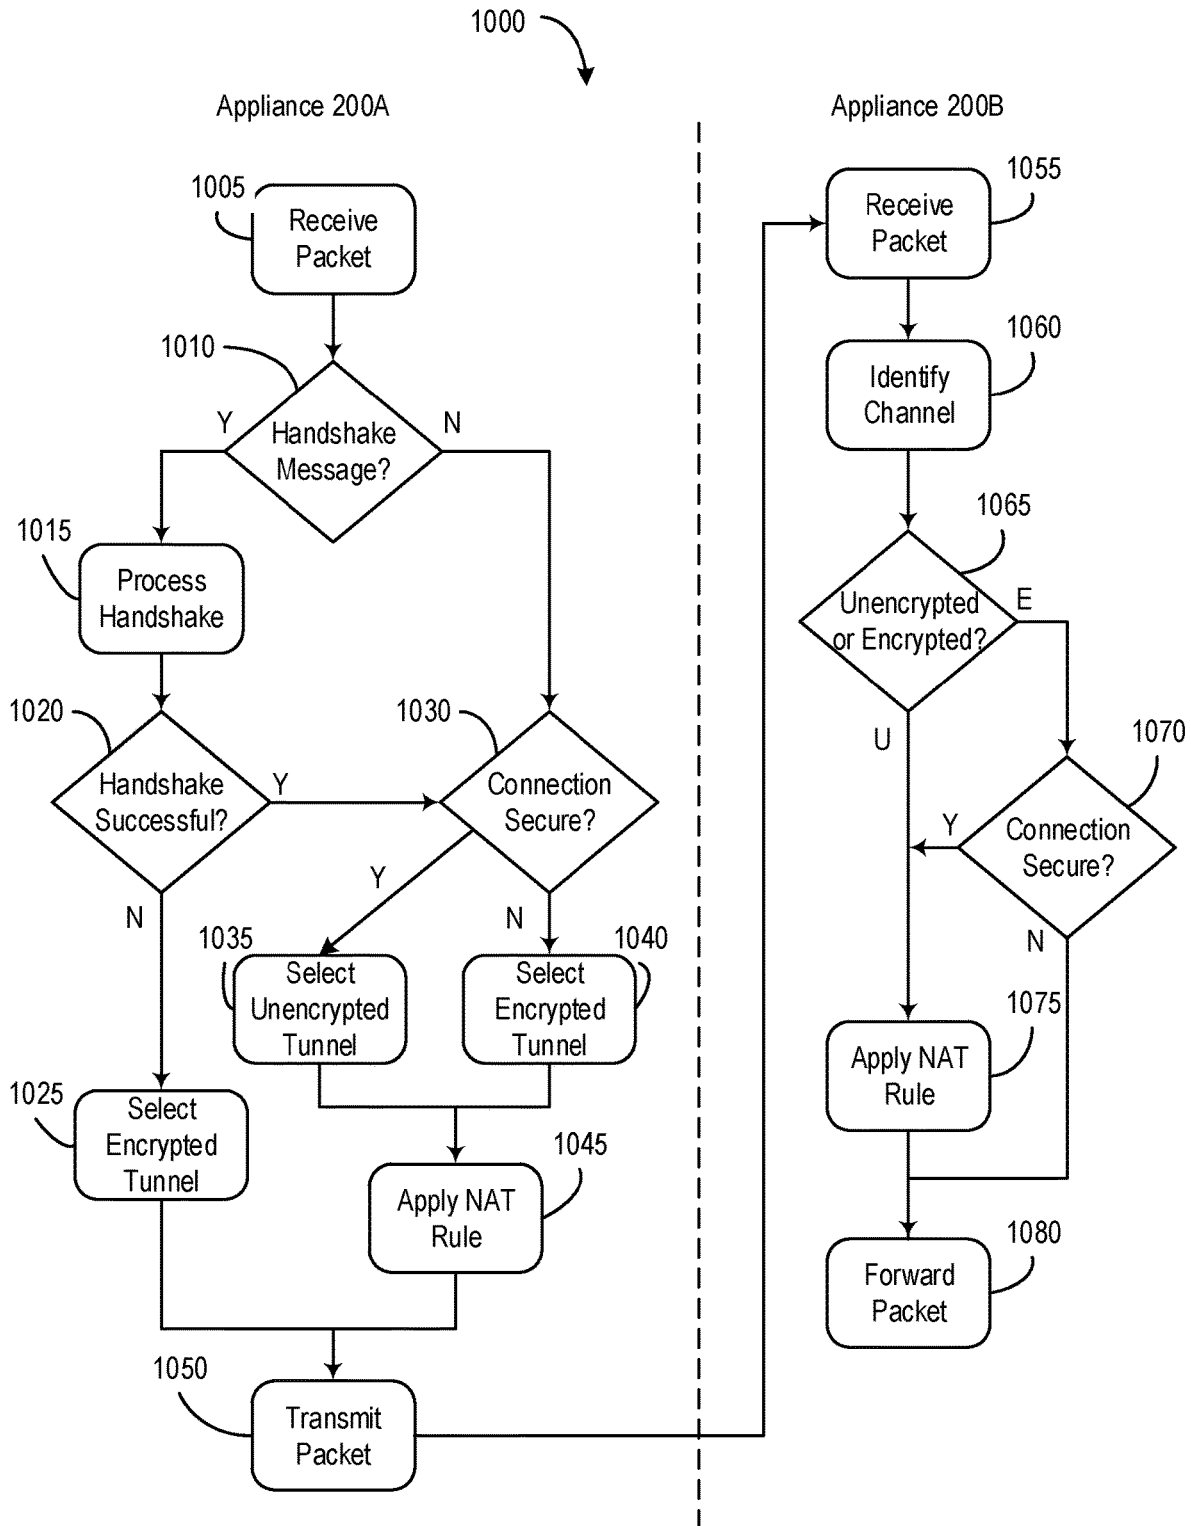 1000
Appliance 200A
1005
Receive
Packet
1010
Y
N
Handshake
Message?
1015
Process
Handshake
1020
Handshake
Successful?
Y
N
1030
Connection
Secure?
Y
N
1035
Select
Unencrypted
Tunnel
1040
Select
Encrypted
Tunnel
1025
Select
Encrypted
Tunnel
1045
Apply NAT
Rule
1050
Transmit
Packet
Appliance 200B
1055
Receive
Packet
1060
Identify
Channel
1065
Unencrypted
or Encrypted?
E
U
1070
Connection
Secure?
Y
N
1075
Apply NAT
Rule
1080
Forward
Packet